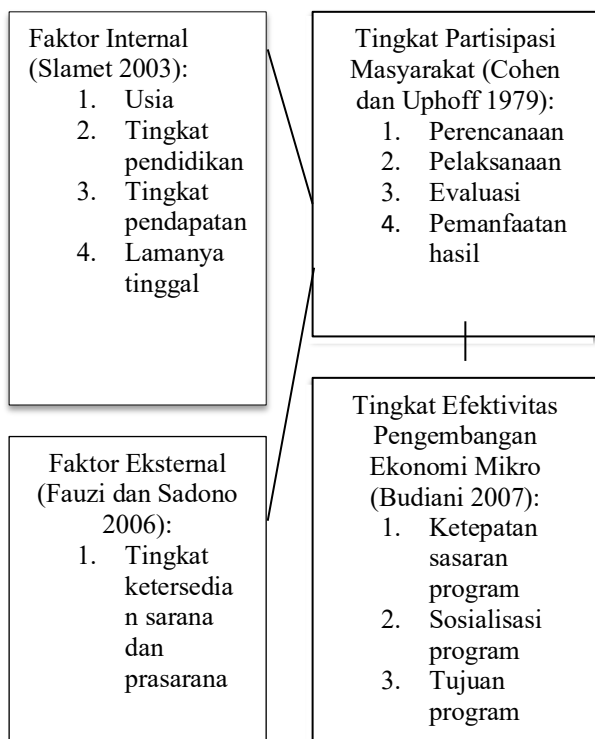 Faktor Internal
(Slamet 2003):
1. Usia
2. Tingkat
pendidikan
3. Tingkat
pendapatan
4. Lamanya
tinggal
Tingkat Partisipasi
Masyarakat (Cohen
dan Uphoff 1979):
1. Perencanaan
2. Pelaksanaan
3. Evaluasi
4. Pemanfaatan
hasil
Faktor Eksternal
(Fauzi dan Sadono
2006):
1. Tingkat
ketersedia
n sarana
dan
prasarana
Tingkat Efektivitas
Pengembangan
Ekonomi Mikro
(Budiani 2007):
1. Ketepatan
sasaran
program
2. Sosialisasi
program
3. Tujuan
program